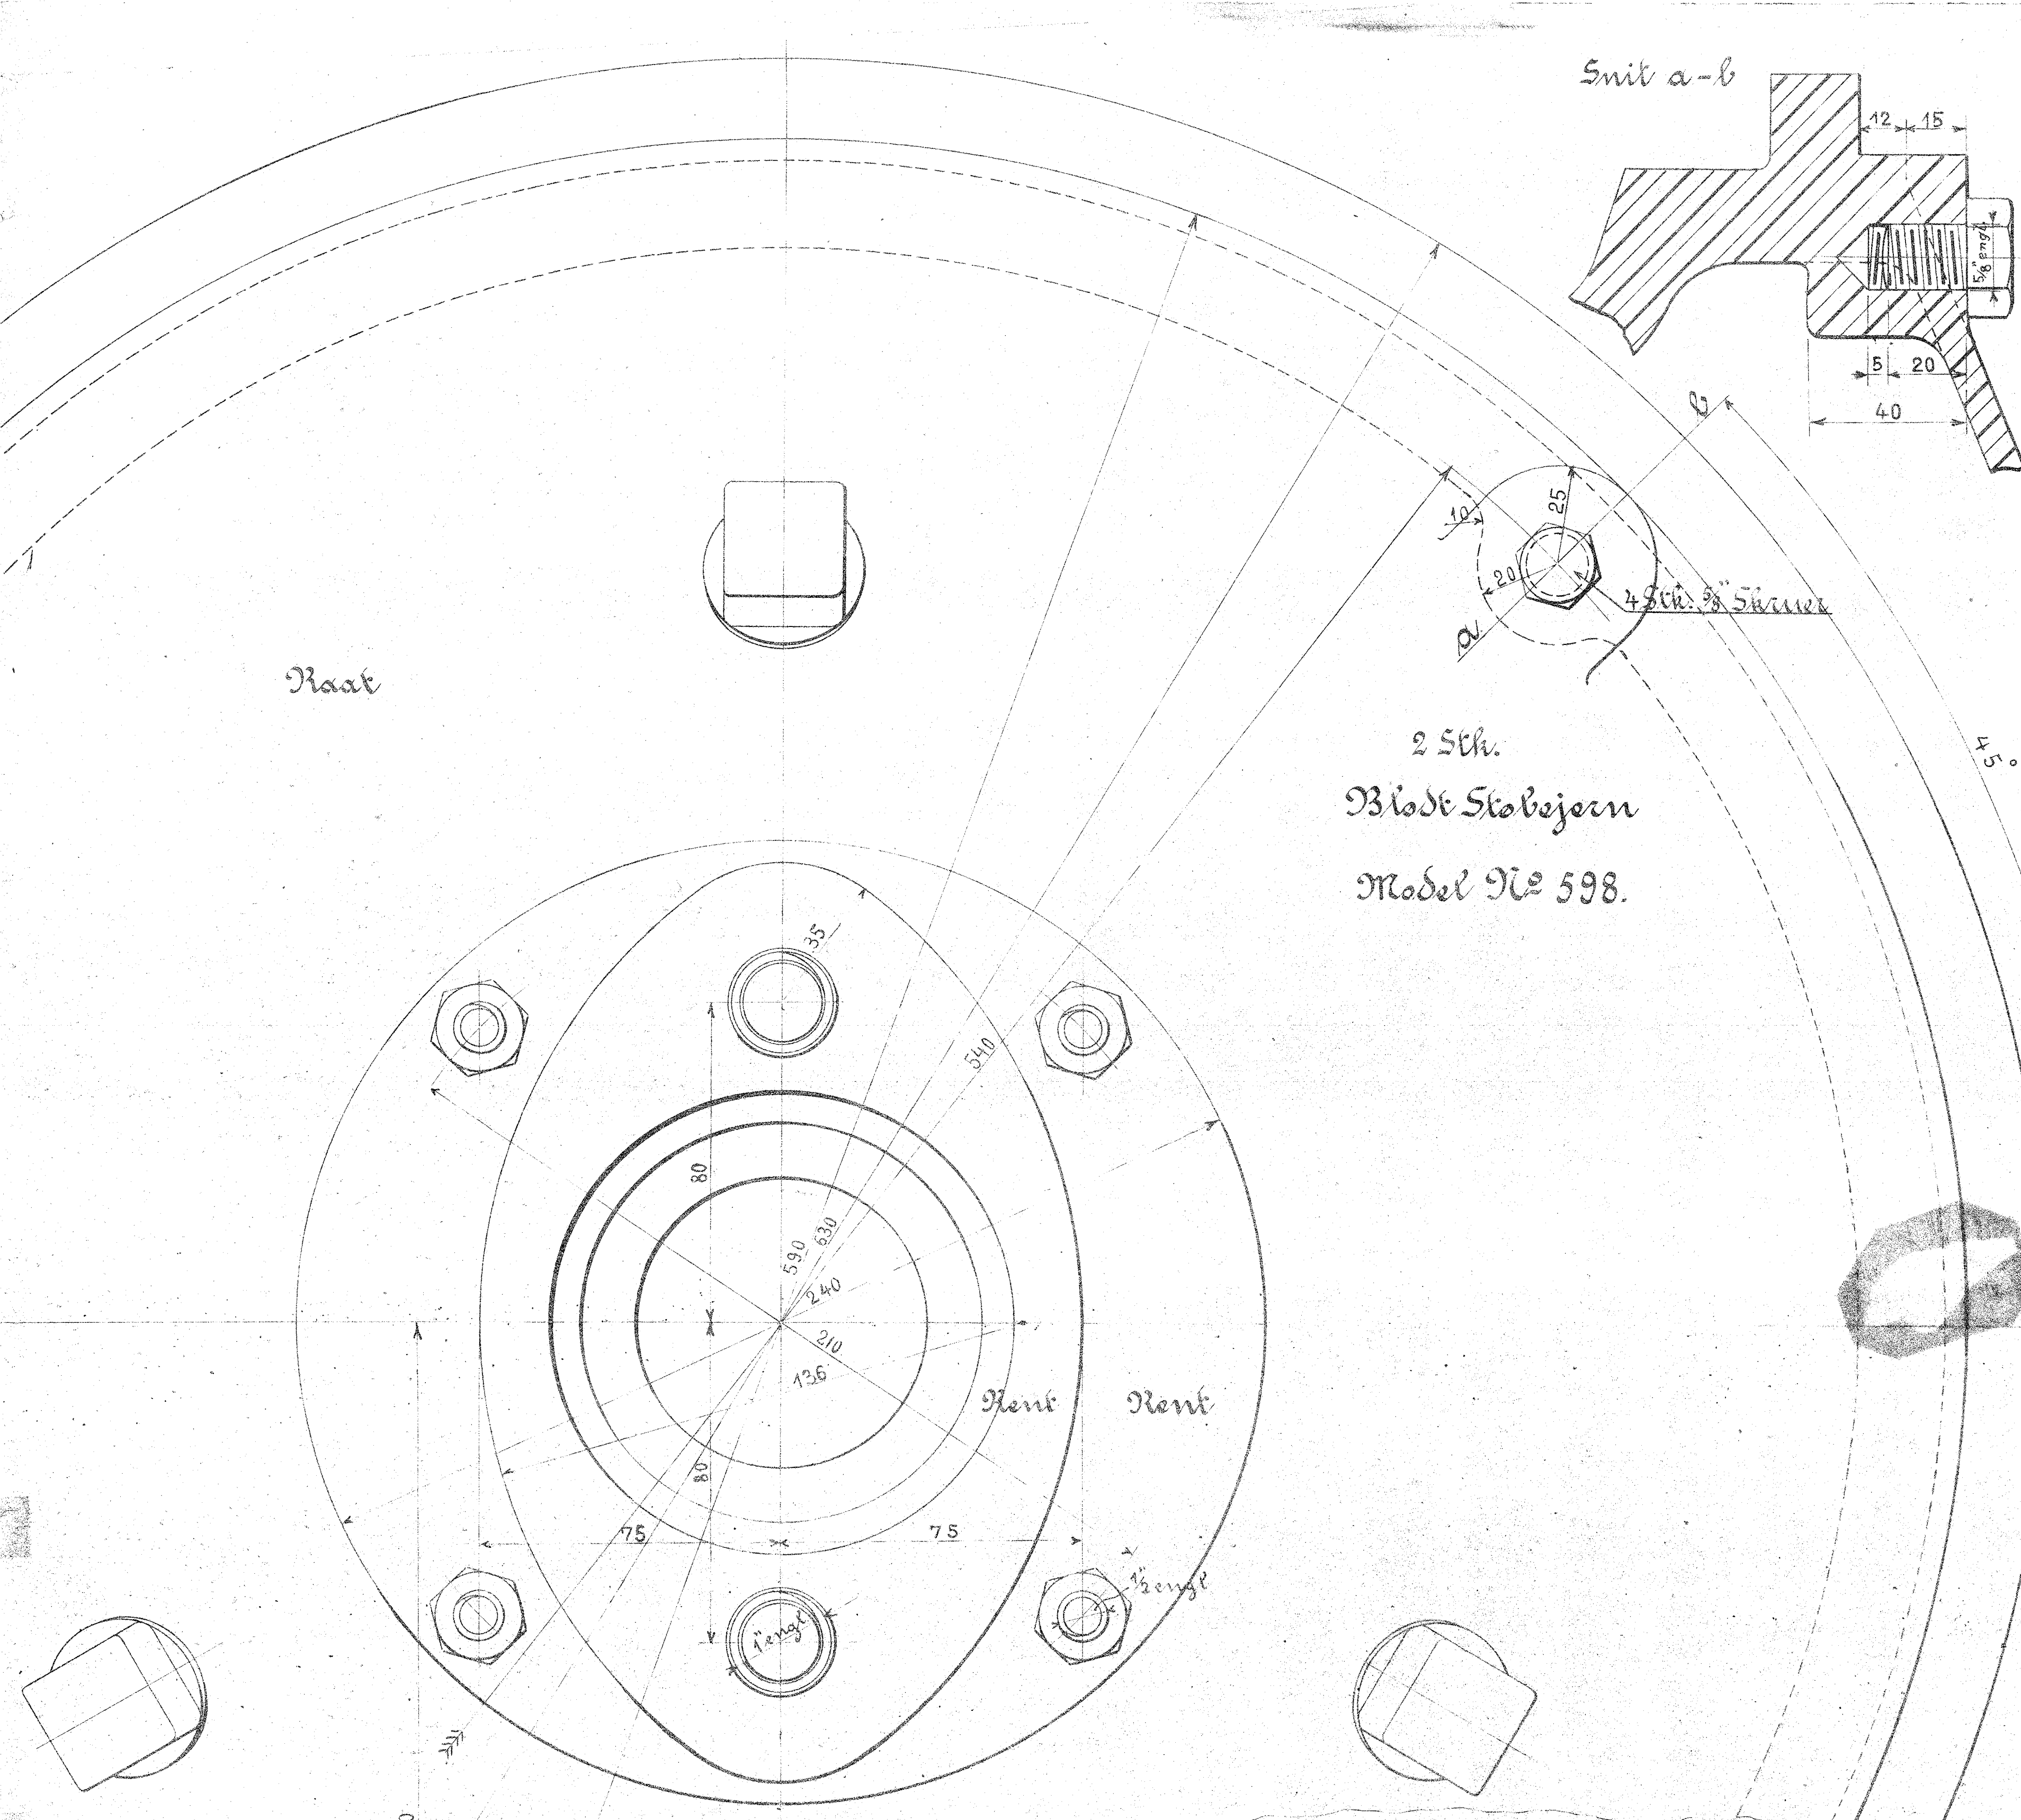 Snit a-b
12 15
5/8" engl
5 20
40
b
25
10
20
a
4 Stk. 5/8" Skruer
45°
Raat
2 Stk.
Blødt Støbejern
Model No 598.
35
540
80
590
630
240
210
136
Rent Rent
80
75 75
1/2" engl
1" engl